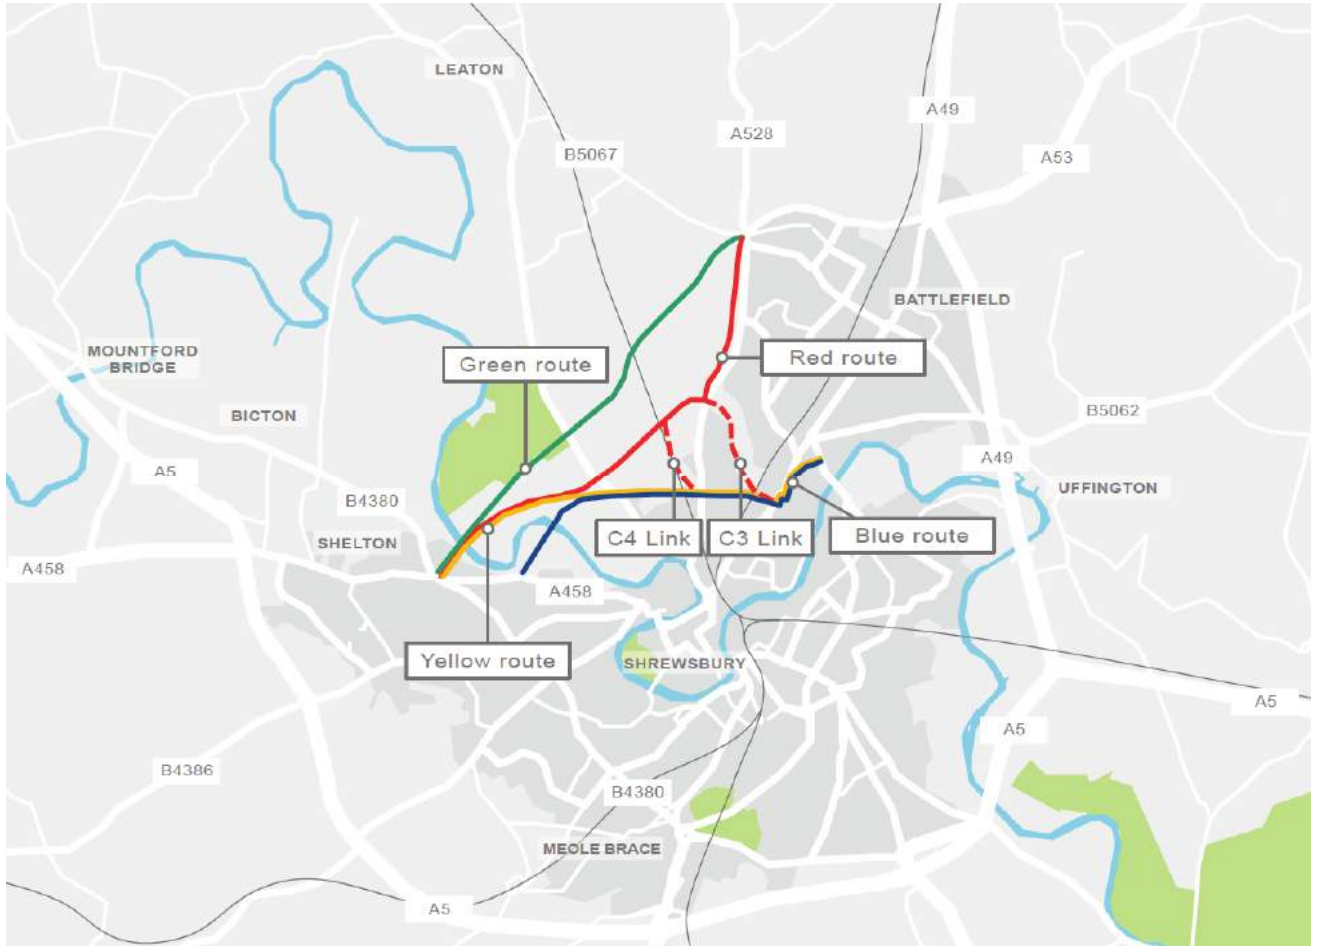 LEATON
A49
A528
B5067
A53
BATTLEFIELD
MOUNTFORD
BRIDGE
Green route
Red route
BICTON
B5062
A5
A49
UFFINGTON
B4380
SHELTON
C4 Link
C3 Link
Blue route
A458
A458
Yellow route
SHREWSBURY
A5
A5
B4386
B4380
MEOLE BRACE
A5